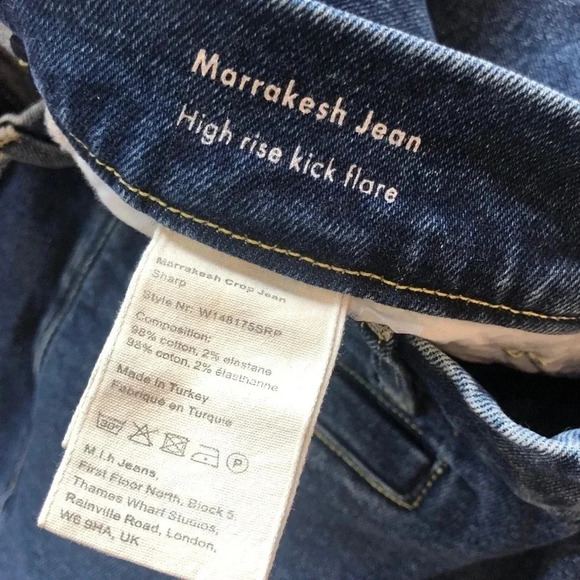 Marrakesh Jean
High rise kick flare
Marrakesh Crop Jean
Sharp
Style Nr: W148175SRP
Composition:
98% cotton, 2% elastane
98% coton, 2% élasthanne
Made in Turkey
Fabriqué en Turquie
30°
P
M.i.h Jeans,
First Floor North, Block 5,
Thames Wharf Studios,
Rainville Road, London,
W6 9HA, UK